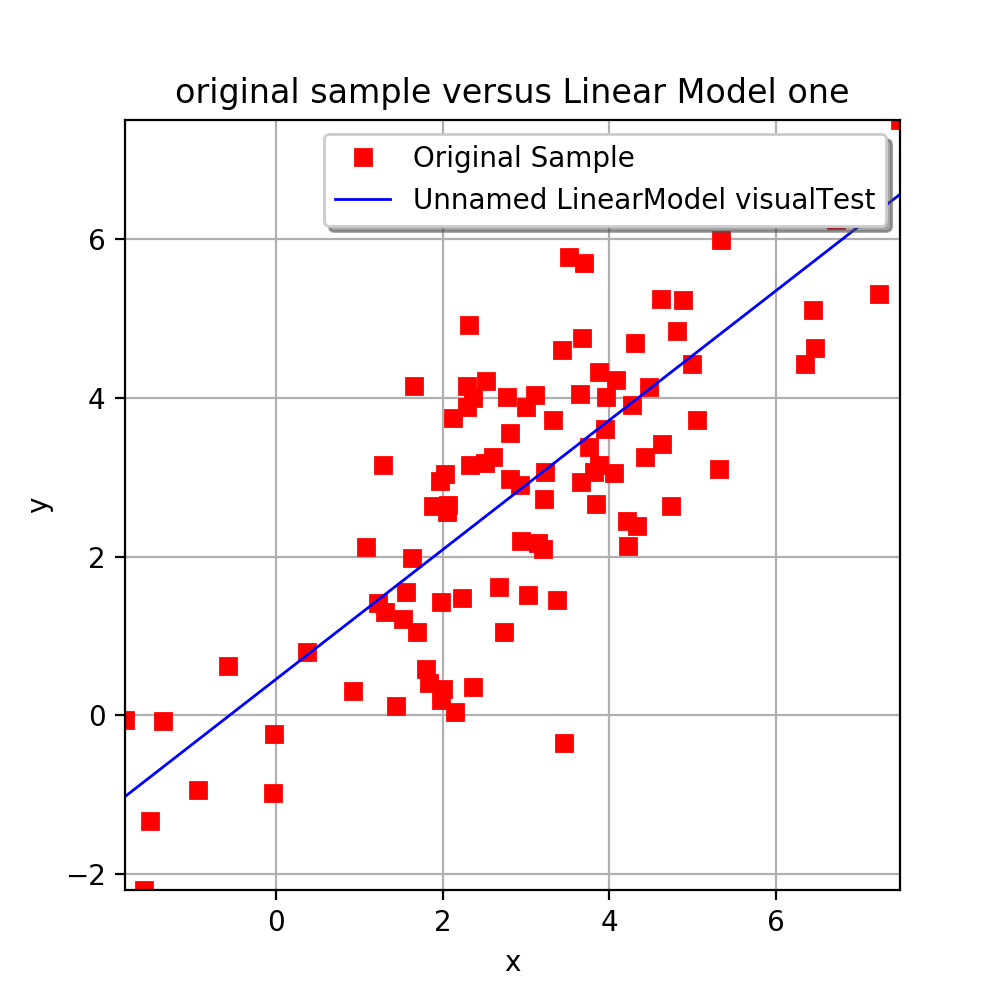 original sample versus Linear Model one
Original Sample
Unnamed LinearModel visualTest
6
4
2
0
−2
y
0 2 4 6
x